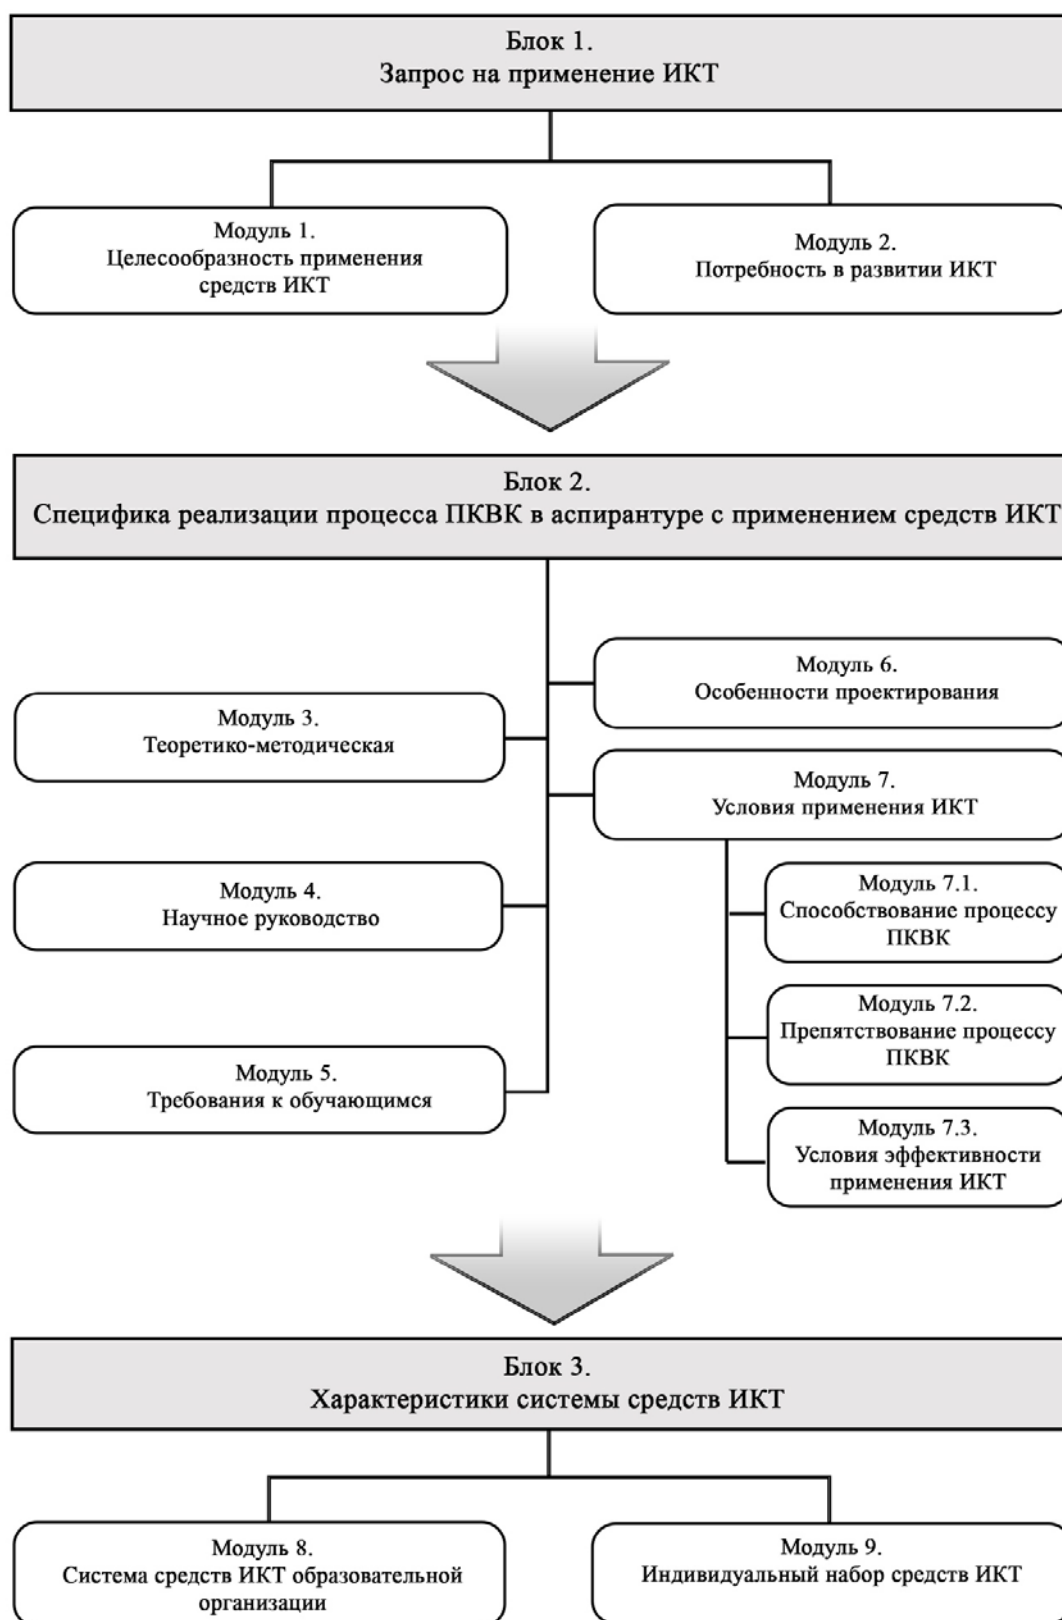 Блок 1.
Запрос на применение ИКТ
Модуль 1.
Целесообразность применения
средств ИКТ
Модуль 2.
Потребность в развитии ИКТ
Блок 2.
Специфика реализации процесса ПКВК в аспирантуре с применением средств ИКТ
Модуль 3.
Теоретико-методическая
Модуль 4.
Научное руководство
Модуль 5.
Требования к обучающимся
Модуль 6.
Особенности проектирования
Модуль 7.
Условия применения ИКТ
Модуль 7.1.
Способствование процессу
ПКВК
Модуль 7.2.
Препятствование процессу
ПКВК
Модуль 7.3.
Условия эффективности
применения ИКТ
Блок 3.
Характеристики системы средств ИКТ
Модуль 8.
Система средств ИКТ образовательной
организации
Модуль 9.
Индивидуальный набор средств ИКТ